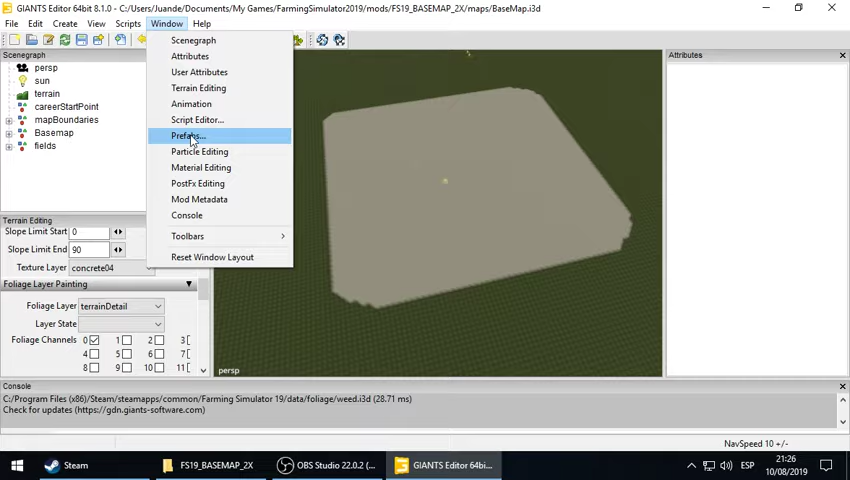 GIANTS Editor 64bit 8.1.0 - C:/Users/Juande/Documents/My Games/FarmingSimulator2019/mods/FS19_BASEMAP_2X/maps/BaseMap.i3d
File Edit Create View Scripts Window Help
Scenegraph
persp
sun
terrain
careerStartPoint
mapBoundaries
Basemap
fields
Scenegraph
Attributes
User Attributes
Terrain Editing
Animation
Script Editor...
Prefabs...
Particle Editing
Material Editing
PostFx Editing
Mod Metadata
Console
Toolbars
Reset Window Layout
Attributes
Terrain Editing
Slope Limit Start 0
Slope Limit End 90
Texture Layer concrete04
Foliage Layer Painting
Foliage Layer terrainDetail
Layer State
Foliage Channels 0 1 2 3
4 5 6 7
8 9 10 11
persp
Console
C:/Program Files (x86)/Steam/steamapps/common/Farming Simulator 19/data/foliage/weed.i3d (28.71 ms)
Check for updates (https://gdn.giants-software.com)
NavSpeed 10 +/-
Steam
FS19_BASEMAP_2X
OBS Studio 22.0.2 (...
GIANTS Editor 64bi...
ESP
21:26
10/08/2019